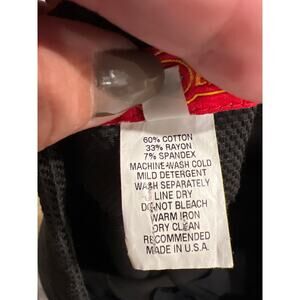 60% COTTON
33% RAYON
7% SPANDEX
MACHINE WASH COLD
MILD DETERGENT
WASH SEPARATELY
LINE DRY
DO NOT BLEACH
WARM IRON
DRY CLEAN
RECOMMENDED
MADE IN U.S.A.